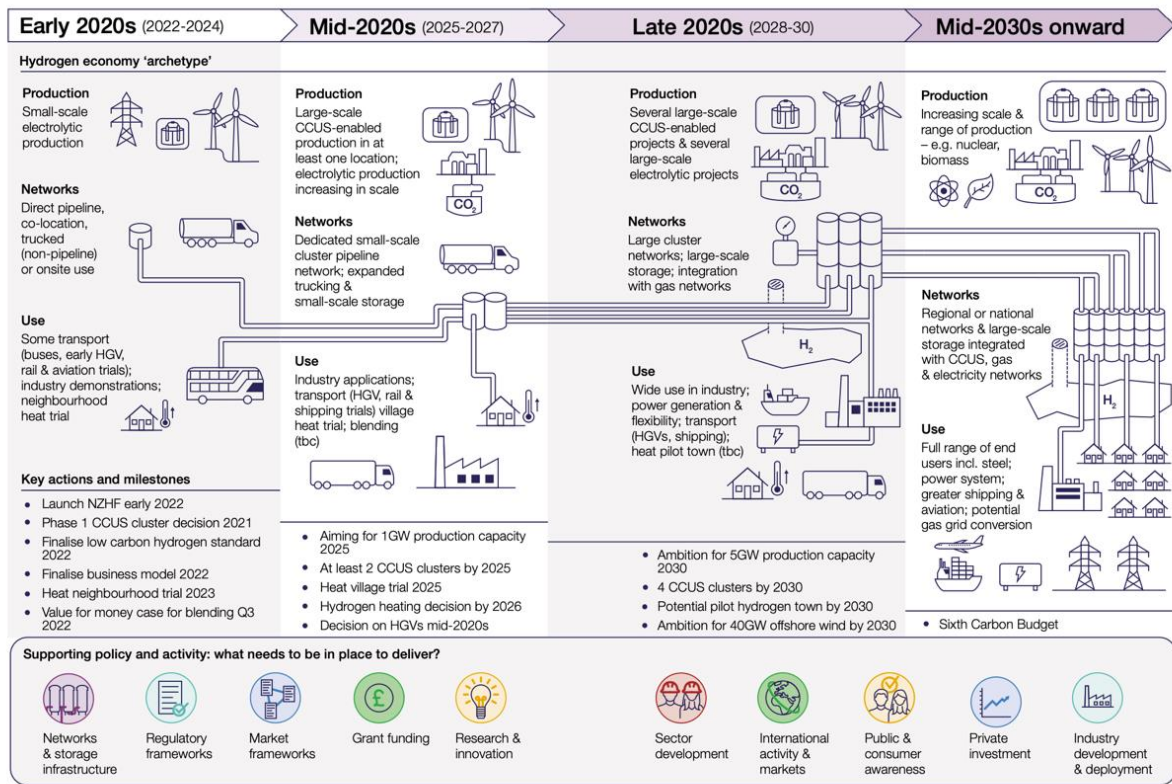 Early 2020s (2022-2024)
Mid-2020s (2025-2027)
Late 2020s (2028-30)
Mid-2030s onward
Hydrogen economy ‘archetype’
Production
Small-scale
electrolytic
production
Networks
Direct pipeline,
co-location,
trucked
(non-pipeline)
or onsite use
Use
Some transport
(buses, early HGV,
rail & aviation trials);
industry demonstrations;
neighbourhood
heat trial
Key actions and milestones
• Launch NZHF early 2022
• Phase 1 CCUS cluster decision 2021
• Finalise low carbon hydrogen standard
2022
• Finalise business model 2022
• Heat neighbourhood trial 2023
• Value for money case for blending Q3
2022
Production
Large-scale
CCUS-enabled
production in at
least one location;
electrolytic production
increasing in scale
CO2
Networks
Dedicated small-scale
cluster pipeline
network; expanded
trucking &
small-scale storage
Use
Industry applications;
transport (HGV, rail &
shipping trials) village
heat trial; blending
(tbc)
• Aiming for 1GW production capacity
2025
• At least 2 CCUS clusters by 2025
• Heat village trial 2025
• Hydrogen heating decision by 2026
• Decision on HGVs mid-2020s
Production
Several large-scale
CCUS-enabled
projects & several
large-scale
electrolytic projects
CO2
Networks
Large cluster
networks; large-scale
storage; integration
with gas networks
H2
Use
Wide use in industry;
power generation &
flexibility; transport
(HGVs, shipping);
heat pilot town (tbc)
• Ambition for 5GW production capacity
2030
• 4 CCUS clusters by 2030
• Potential pilot hydrogen town by 2030
• Ambition for 40GW offshore wind by 2030
Production
Increasing scale &
range of production
– e.g. nuclear,
biomass
CO2
Networks
Regional or national
networks & large-scale
storage integrated
with CCUS, gas
& electricity networks
H2
Use
Full range of end
users incl. steel;
power system;
greater shipping &
aviation; potential
gas grid conversion
• Sixth Carbon Budget
Supporting policy and activity: what needs to be in place to deliver?
Networks
& storage
infrastructure
Regulatory
frameworks
Market
frameworks
£
Grant funding
Research &
innovation
Sector
development
International
activity &
markets
Public &
consumer
awareness
Private
investment
Industry
development
& deployment